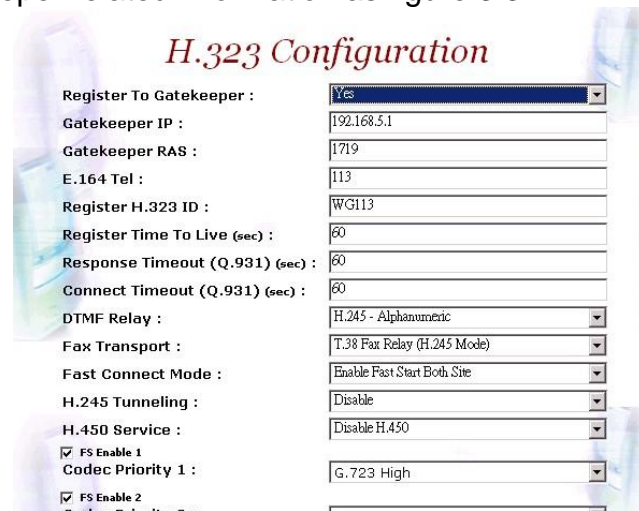 H.323 Configuration
Register To Gatekeeper : Yes
Gatekeeper IP : 192.168.5.1
Gatekeeper RAS : 1719
E.164 Tel : 113
Register H.323 ID : WG113
Register Time To Live (sec) : 60
Response Timeout (Q.931) (sec) : 60
Connect Timeout (Q.931) (sec) : 60
DTMF Relay : H.245 - Alphanumeric
Fax Transport : T.38 Fax Relay (H.245 Mode)
Fast Connect Mode : Enable Fast Start Both Site
H.245 Tunneling : Disable
H.450 Service : Disable H.450
FS Enable 1
Codec Priority 1 : G.723 High
FS Enable 2